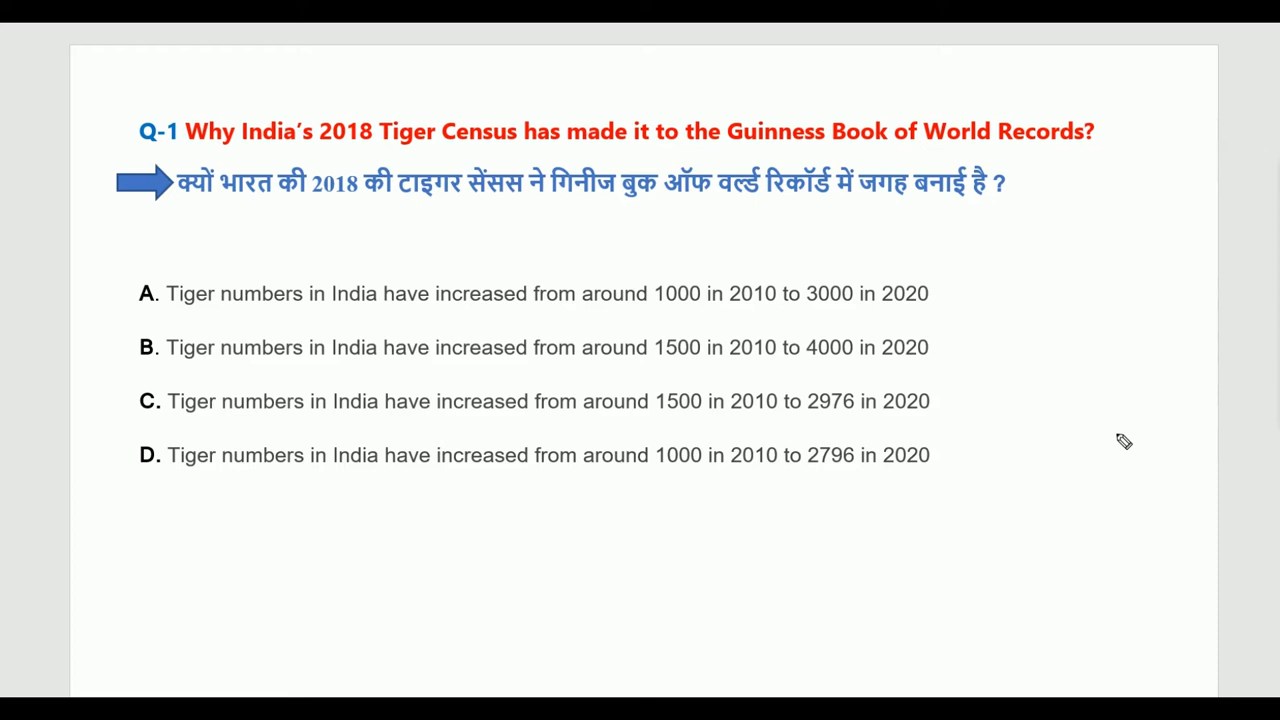 Q-1 Why India's 2018 Tiger Census has made it to the Guinness Book of World Records?
क्यों भारत की 2018 की टाइगर सेंसस ने गिनीज बुक ऑफ वर्ल्ड रिकॉर्ड में जगह बनाई है ?
A. Tiger numbers in India have increased from around 1000 in 2010 to 3000 in 2020
B. Tiger numbers in India have increased from around 1500 in 2010 to 4000 in 2020
C. Tiger numbers in India have increased from around 1500 in 2010 to 2976 in 2020
D. Tiger numbers in India have increased from around 1000 in 2010 to 2796 in 2020